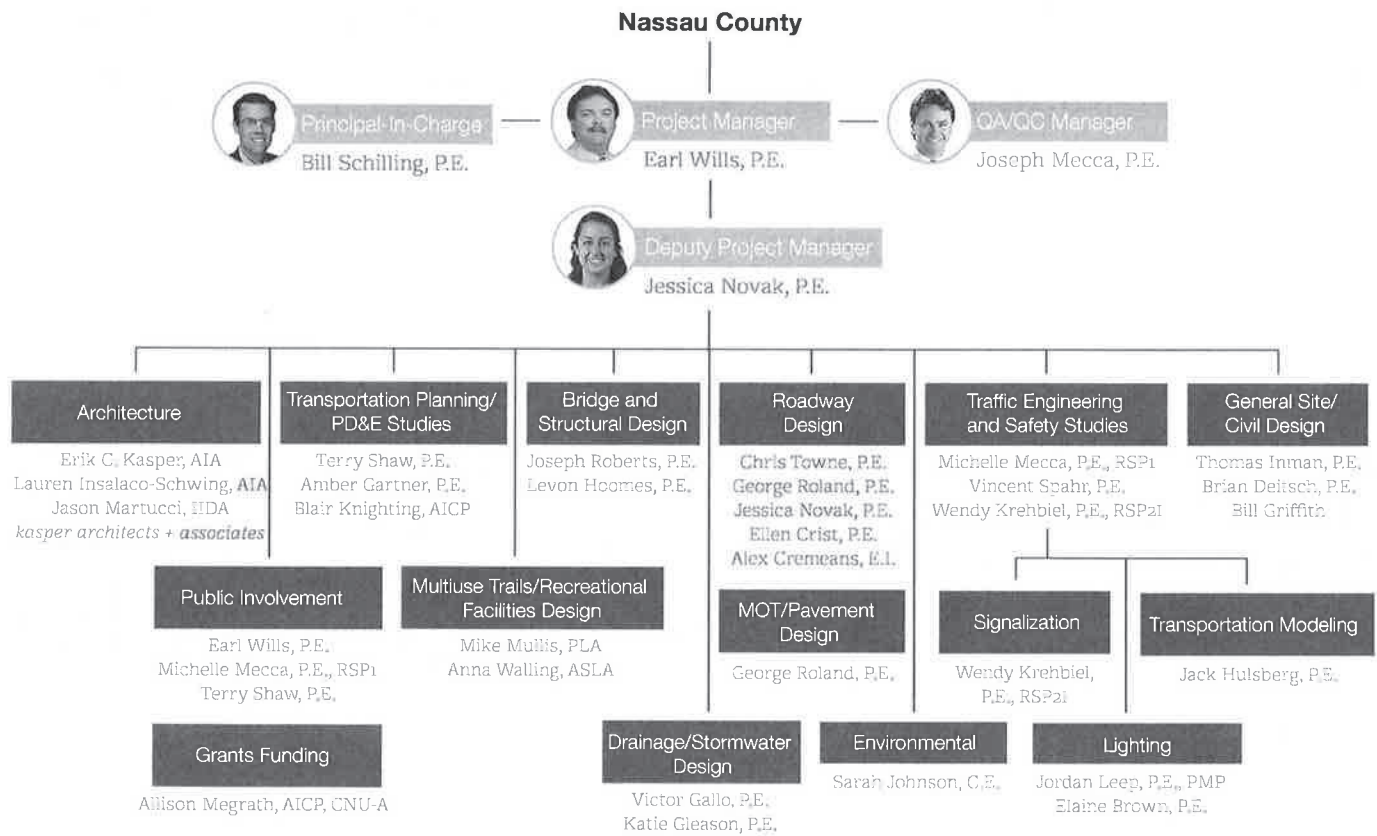 Nassau County
Principal-In-Charge
Bill Schilling, P.E.
Project Manager
Earl Wills, P.E.
QA/QC Manager
Joseph Mecca, P.E.
Deputy Project Manager
Jessica Novak, P.E.
Architecture
Erik C. Kasper, AIA
Lauren Insalaco-Schwing, AIA
Jason Martucci, IIDA
kasper architects + associates
Transportation Planning/
PD&E Studies
Terry Shaw, P.E.
Amber Gartner, P.E.
Blair Knighting, AICP
Bridge and
Structural Design
Joseph Roberts, P.E.
Levon Hoomes, P.E.
Roadway
Design
Chris Towne, P.E.
George Roland, P.E.
Jessica Novak, P.E.
Ellen Crist, P.E.
Alex Cremeans, E.I.
Traffic Engineering
and Safety Studies
Michelle Mecca, P.E., RSP1
Vincent Spahr, P.E.
Wendy Krehbiel, P.E., RSP2I
General Site/
Civil Design
Thomas Inman, P.E.
Brian Deitsch, P.E.
Bill Griffith
Public Involvement
Earl Wills, P.E.
Michelle Mecca, P.E., RSP1
Terry Shaw, P.E.
Multiuse Trails/Recreational
Facilities Design
Mike Mullis, PLA
Anna Walling, ASLA
MOT/Pavement
Design
George Roland, P.E.
Signalization
Wendy Krehbiel,
P.E., RSP2I
Transportation Modeling
Jack Hulsberg, P.E.
Grants Funding
Allison Megrath, AICP, CNU-A
Drainage/Stormwater
Design
Victor Gallo, P.E.
Katie Gleason, P.E.
Environmental
Sarah Johnson, C.E.
Lighting
Jordan Leep, P.E., PMP
Elaine Brown, P.E.